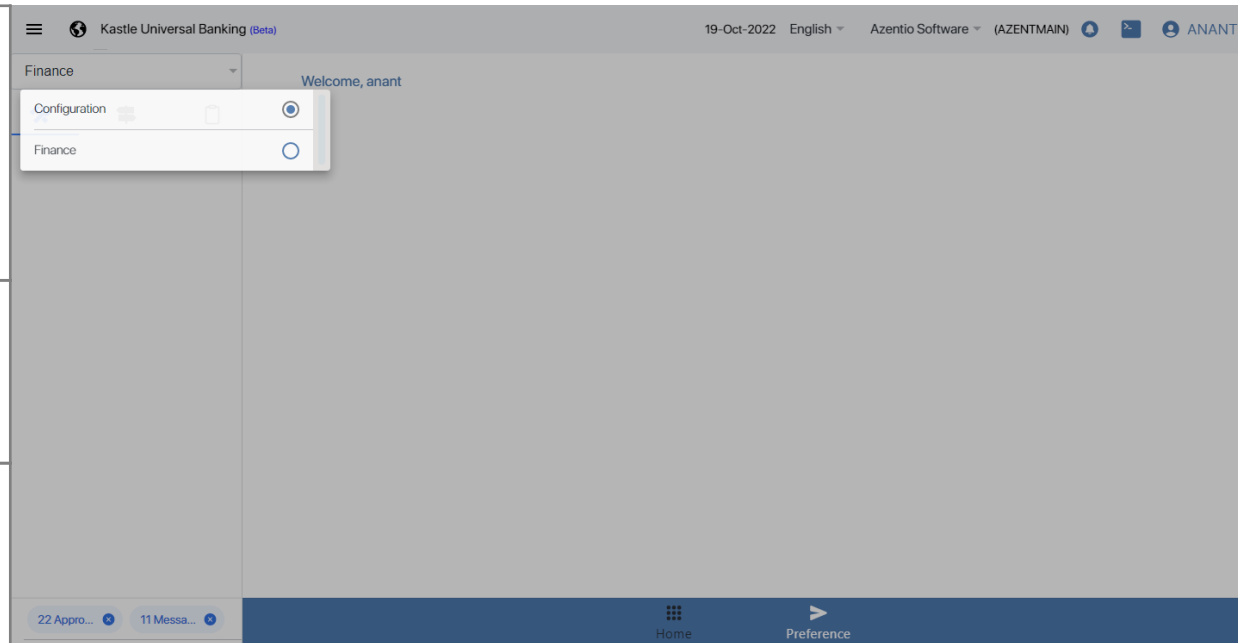 Kastle Universal Banking (Beta) 19-Oct-2022 English Azentio Software (AZENTMAIN) ANANT
Finance
Welcome, anant
Configuration
Finance
22 Appro... 11 Messa...
Home Preference